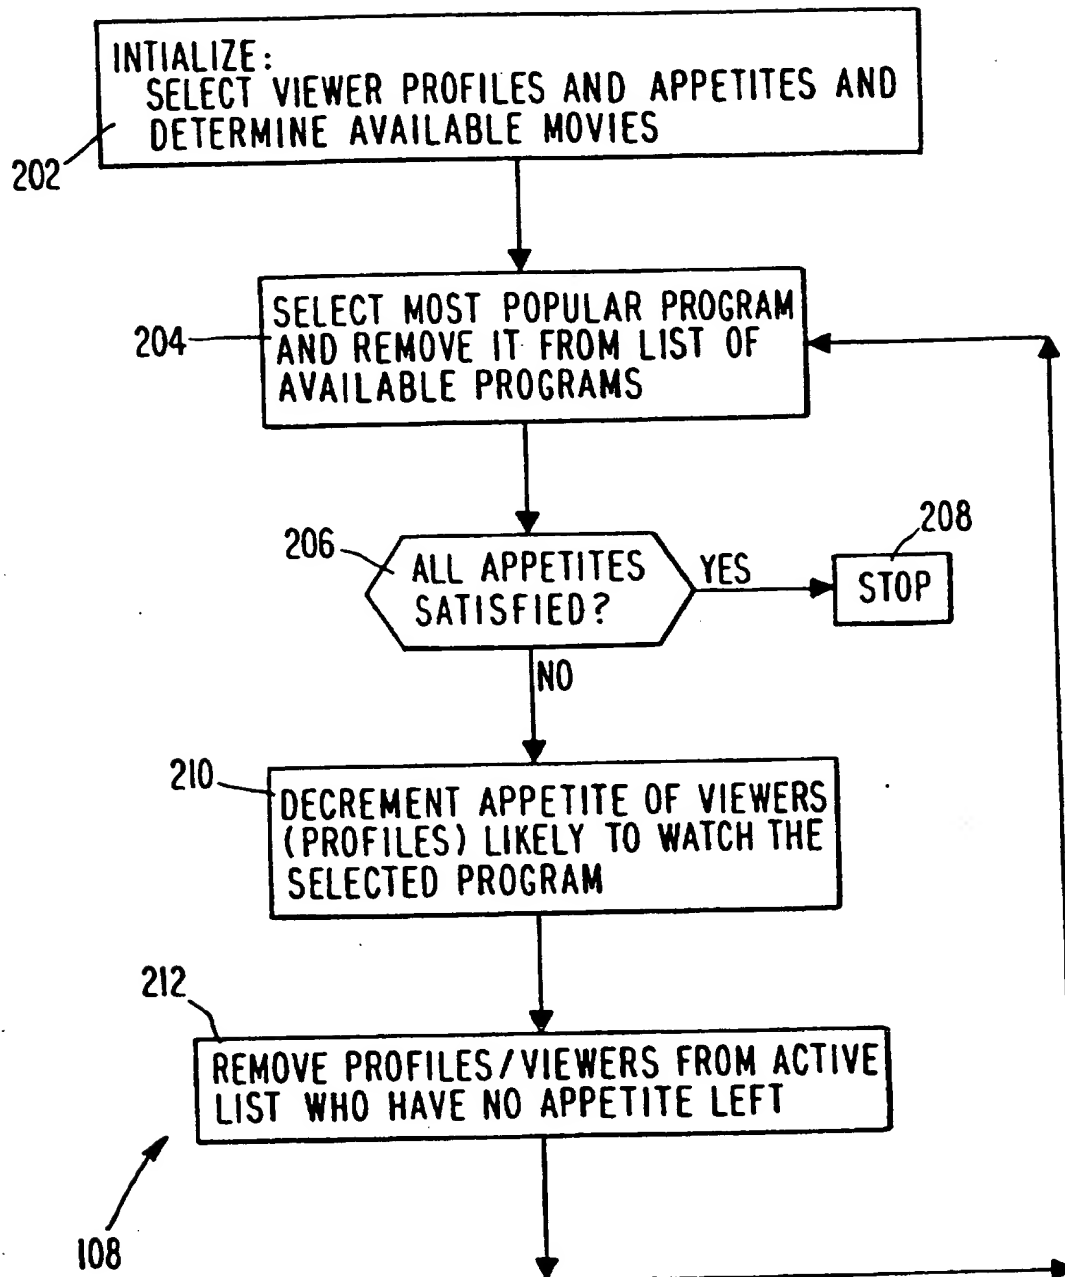 INTIALIZE:
SELECT VIEWER PROFILES AND APPETITES AND
DETERMINE AVAILABLE MOVIES
202
SELECT MOST POPULAR PROGRAM
AND REMOVE IT FROM LIST OF
AVAILABLE PROGRAMS
204
206
ALL APPETITES
SATISFIED?
YES
208
STOP
NO
210
DECREMENT APPETITE OF VIEWERS
(PROFILES) LIKELY TO WATCH THE
SELECTED PROGRAM
212
REMOVE PROFILES/VIEWERS FROM ACTIVE
LIST WHO HAVE NO APPETITE LEFT
108